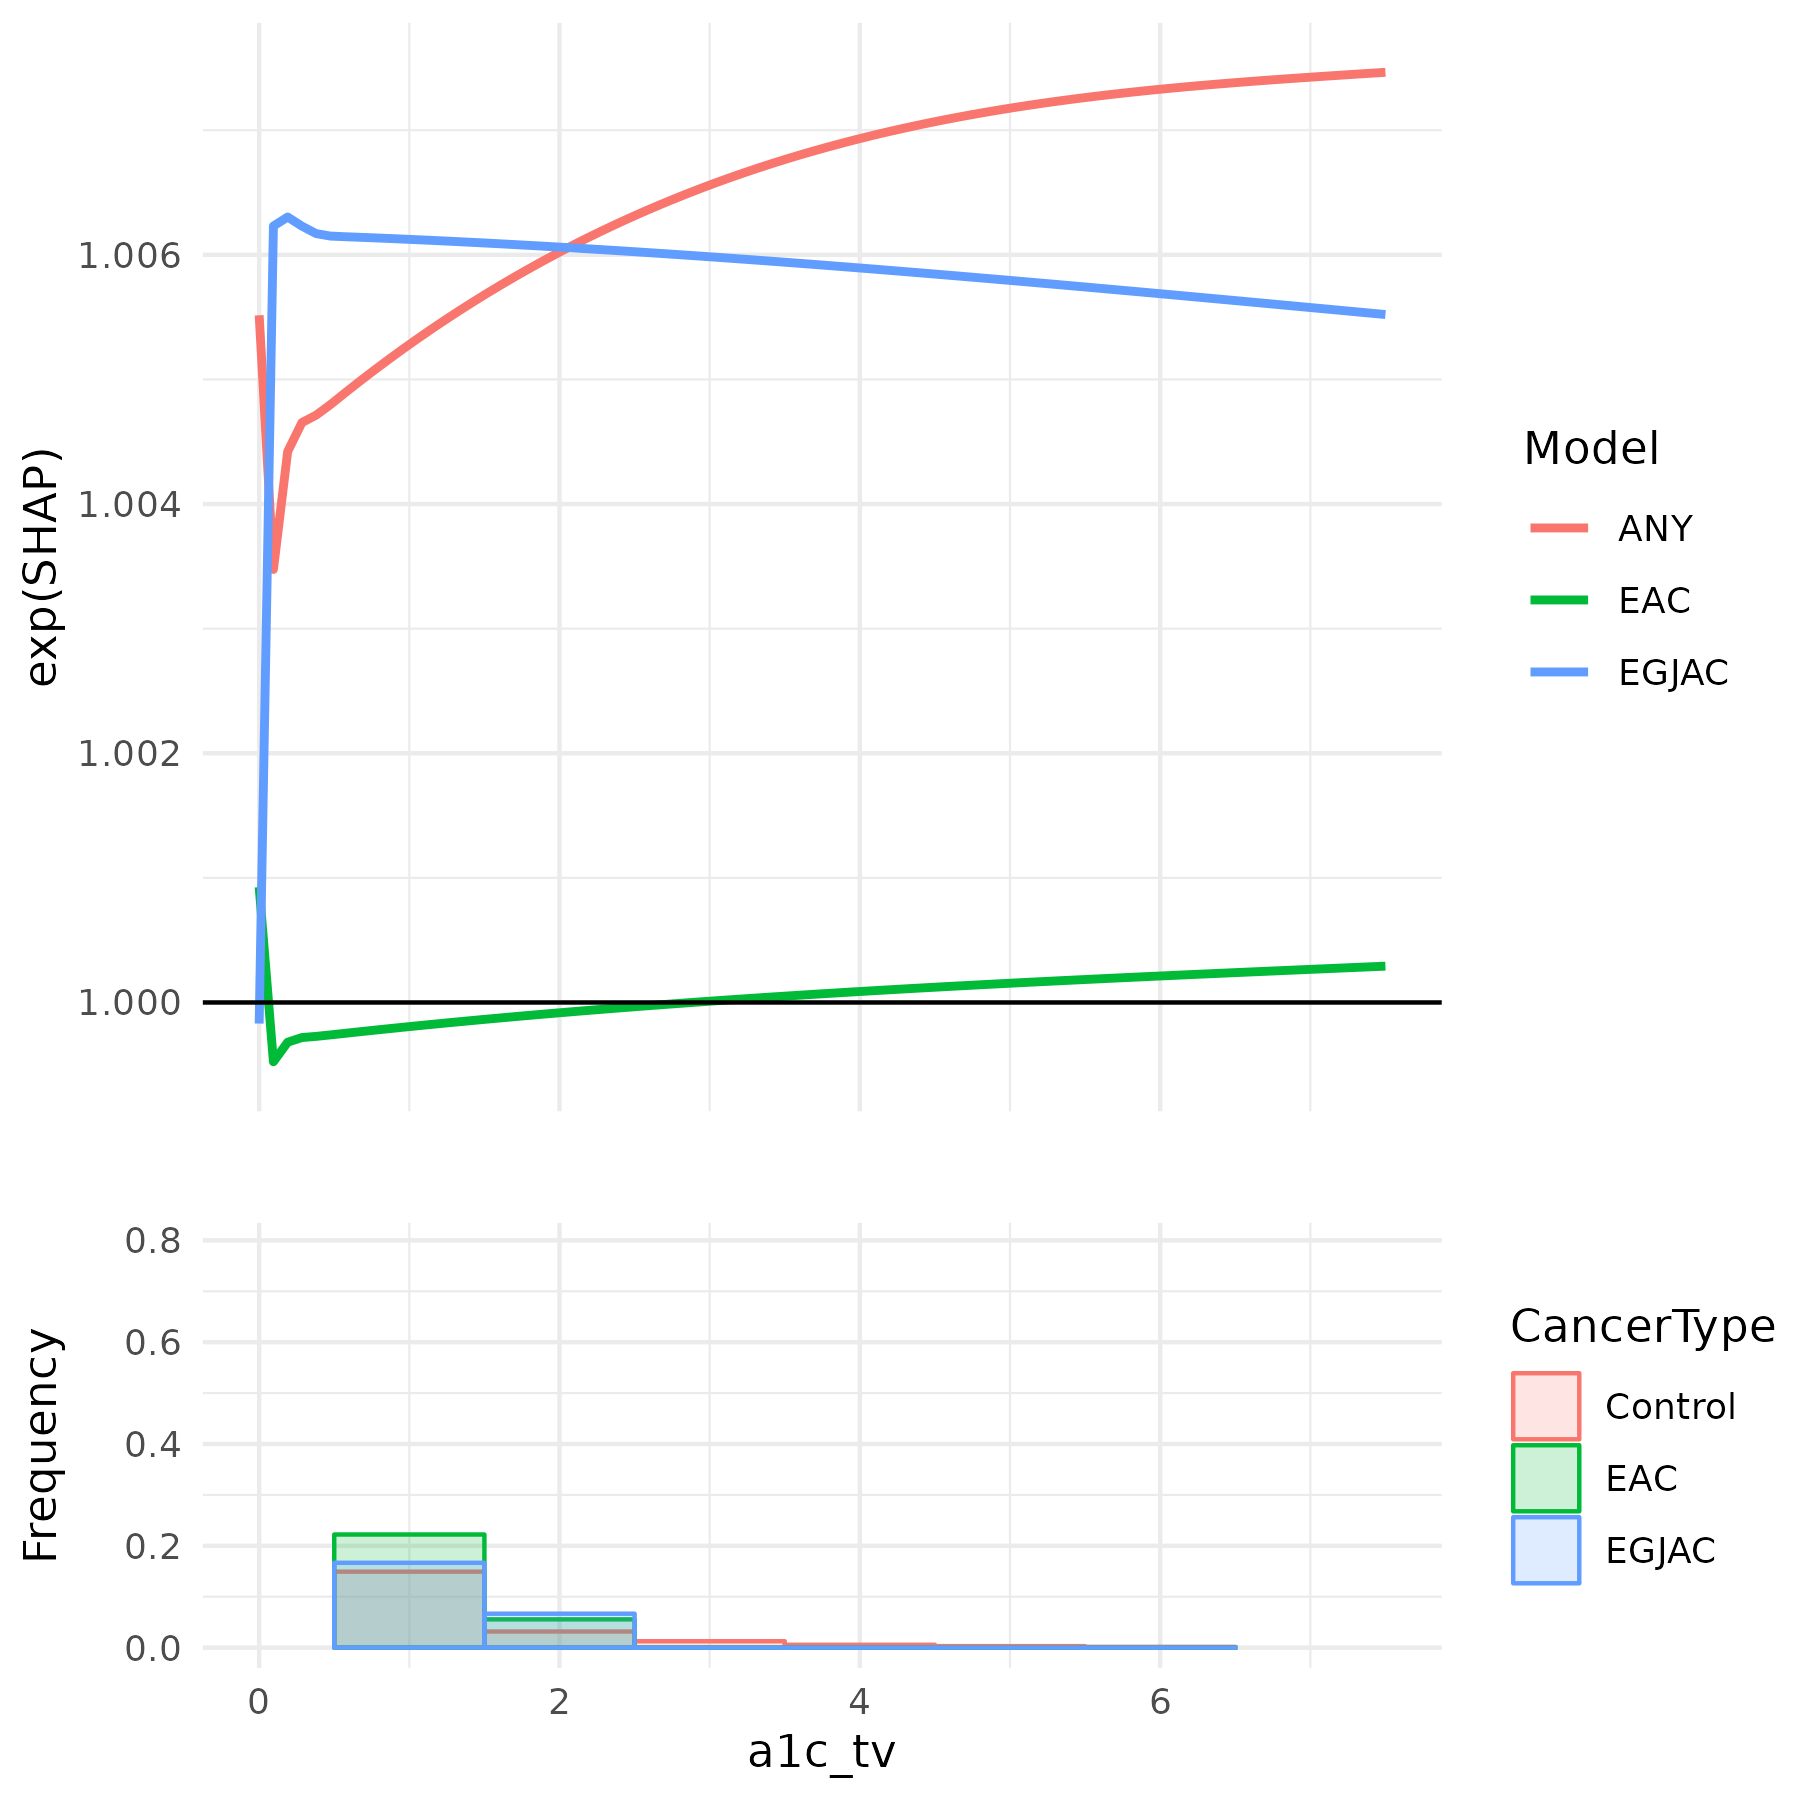 exp(SHAP)
1.006
1.004
1.002
1.000
Model
ANY
EAC
EGJAC
Frequency
0.8
0.6
0.4
0.2
0.0
0
2
4
6
a1c_tv
CancerType
Control
EAC
EGJAC